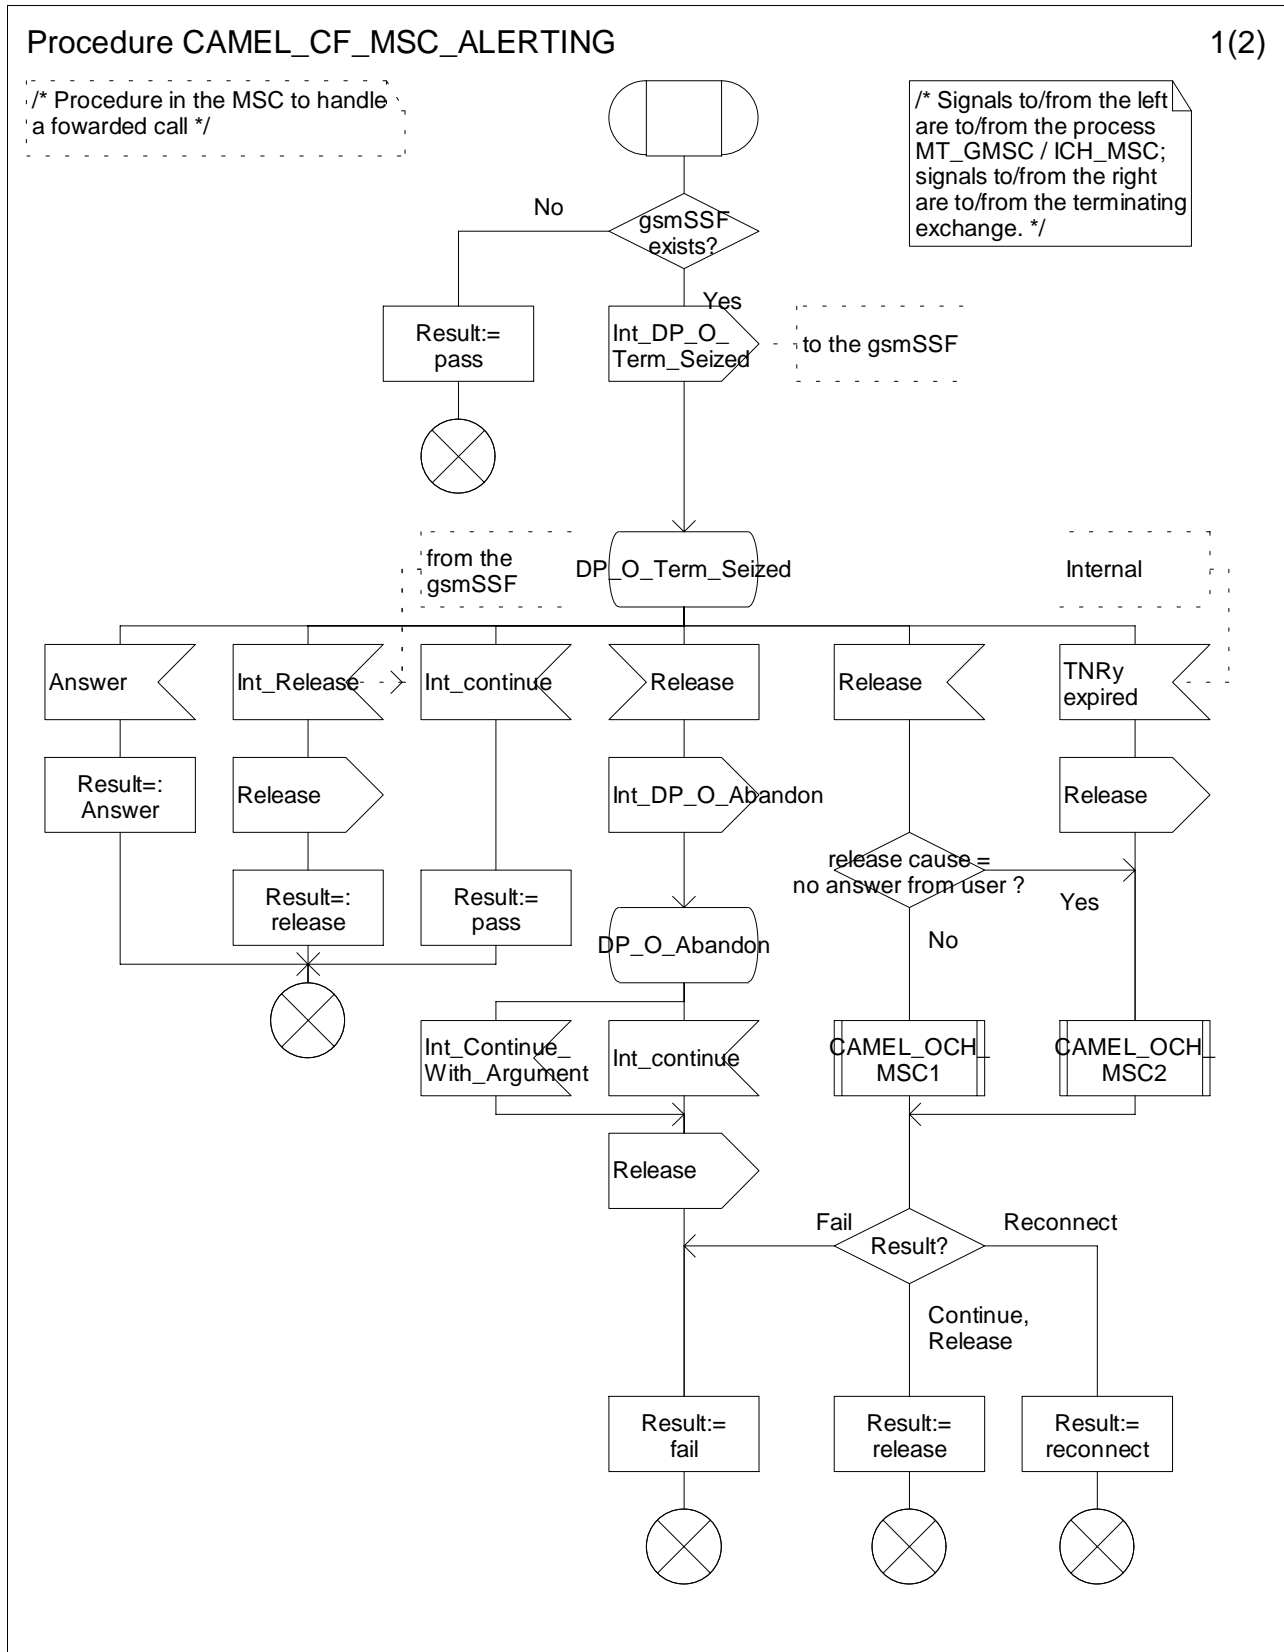 Procedure CAMEL_CF_MSC_ALERTING
1(2)
/* Procedure in the MSC to handle
a fowarded call */
/* Signals to/from the left
are to/from the process
MT_GMSC / ICH_MSC;
signals to/from the right
are to/from the terminating
exchange. */
No
gsmSSF
exists?
Yes
Result:=
pass
Int_DP_O_
Term_Seized
to the gsmSSF
from the
gsmSSF
DP_O_Term_Seized
Internal
Answer
Int_Release
Int_continue
Release
Release
TNRy
expired
Result=:
Answer
Release
Int_DP_O_Abandon
Release
release cause =
no answer from user ?
Yes
No
Result=:
release
Result:=
pass
DP_O_Abandon
Int_Continue_
With_Argument
Int_continue
CAMEL_OCH_
MSC1
CAMEL_OCH_
MSC2
Release
Fail
Result?
Reconnect
Continue,
Release
Result:=
fail
Result:=
release
Result:=
reconnect